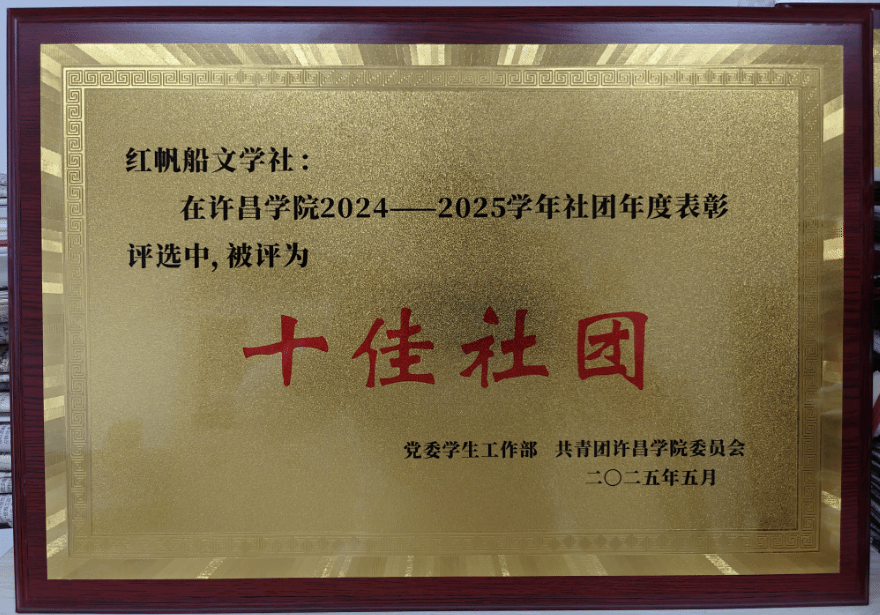 红帆船文学社：
在许昌学院2024——2025学年社团年度表彰
评选中，被评为
十佳社团
党委学生工作部 共青团许昌学院委员会
二〇二五年五月